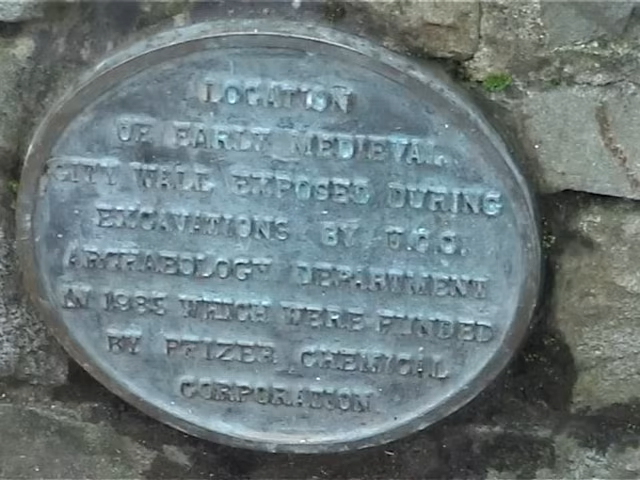 LOCATION
OF EARLY MEDIEVAL
CITY WALL EXPOSED DURING
EXCAVATIONS BY U.C.C.
ARCHAEOLOGY DEPARTMENT
IN 1985 WHICH WERE FUNDED
BY PFIZER CHEMICAL
CORPORATION